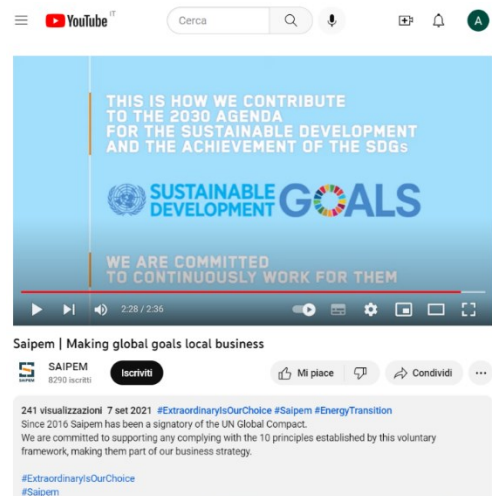 YouTube IT
Cerca
A
THIS IS HOW WE CONTRIBUTE
TO THE 2030 AGENDA
FOR THE SUSTAINABLE DEVELOPMENT
AND THE ACHIEVEMENT OF THE SDGs
SUSTAINABLE
DEVELOPMENT GOALS
WE ARE COMMITTED
TO CONTINUOUSLY WORK FOR THEM
2:28 / 2:36
Saipem | Making global goals local business
SAIPEM
8290 iscritti
Iscriviti
Mi piace
Condividi
241 visualizzazioni 7 set 2021 #ExtraordinaryIsOurChoice #Saipem #EnergyTransition
Since 2016 Saipem has been a signatory of the UN Global Compact.
We are committed to supporting any complying with the 10 principles established by this voluntary
framework, making them part of our business strategy.
#ExtraordinaryIsOurChoice
#Saipem